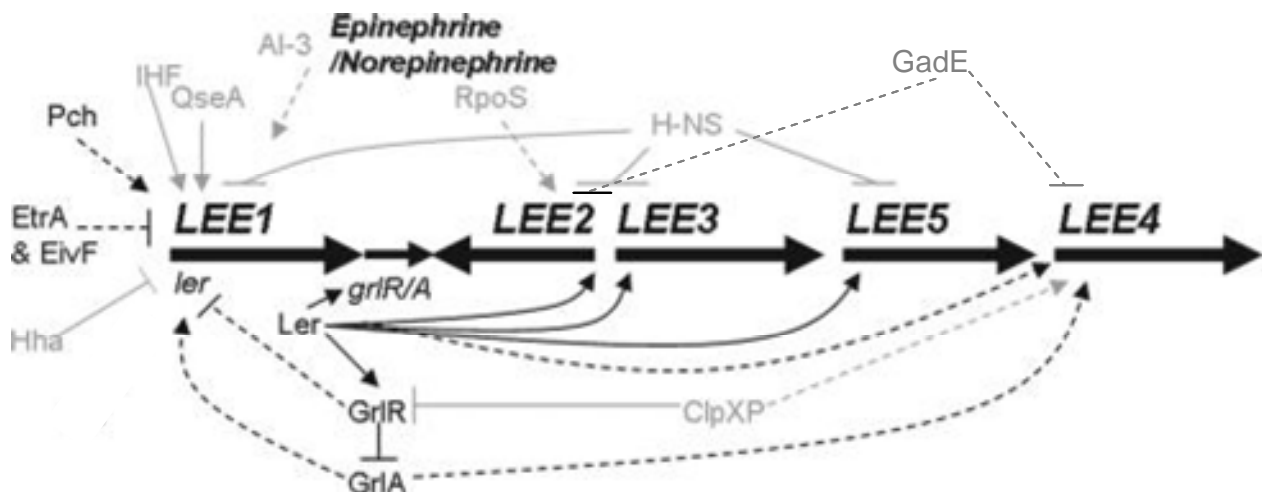 Epinephrine
/Norepinephrine
AI-3
GadE
IHF
QseA
RpoS
Pch
H-NS
EtrA
& EivF
LEE1
LEE2
LEE3
LEE5
LEE4
ler
grlR/A
Ler
Hha
GrlR
ClpXP
GrlA